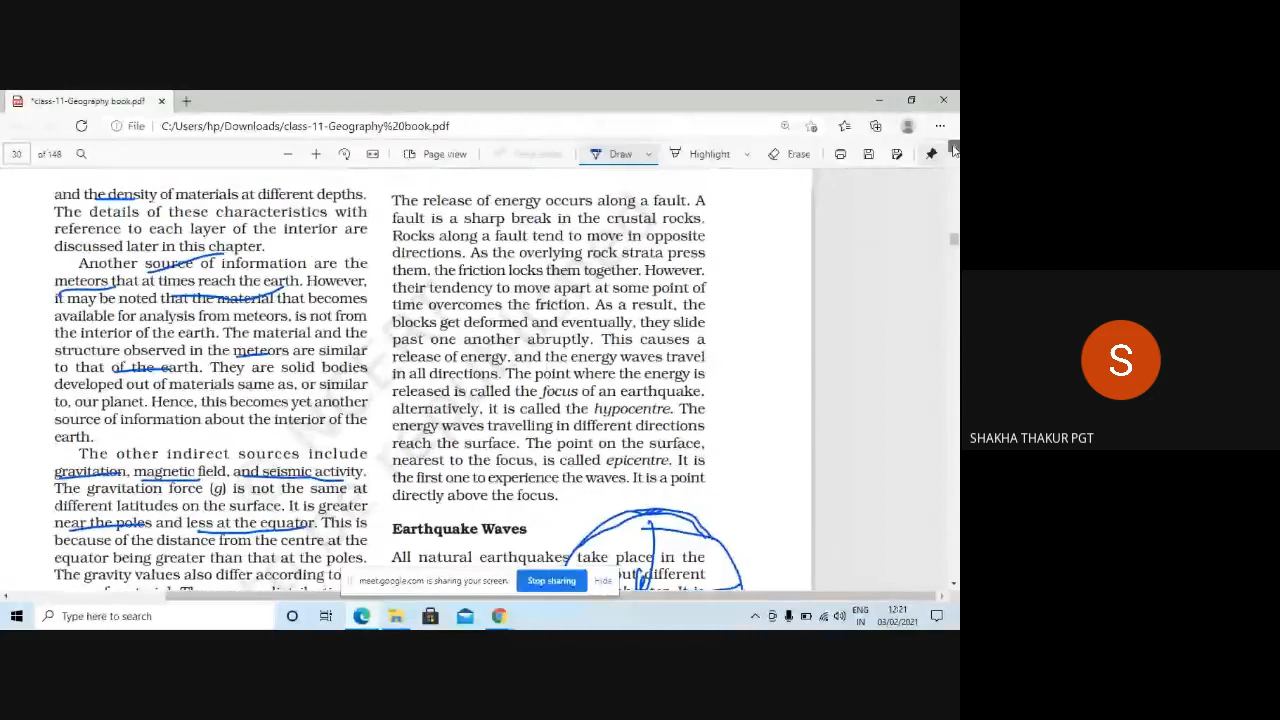 *class-11-Geography book.pdf
File
C:/Users/hp/Downloads/class-11-Geography%20book.pdf
30
of 148
Page view
Draw
Highlight
Erase
and the density of materials at different depths.
The details of these characteristics with
reference to each layer of the interior are
discussed later in this chapter.
Another source of information are the
meteors that at times reach the earth. However,
it may be noted that the material that becomes
available for analysis from meteors, is not from
the interior of the earth. The material and the
structure observed in the meteors are similar
to that of the earth. They are solid bodies
developed out of materials same as, or similar
to, our planet. Hence, this becomes yet another
source of information about the interior of the
earth.
The other indirect sources include
gravitation, magnetic field, and seismic activity.
The gravitation force (g) is not the same at
different latitudes on the surface. It is greater
near the poles and less at the equator. This is
because of the distance from the centre at the
equator being greater than that at the poles.
The gravity values also differ according to
The release of energy occurs along a fault. A
fault is a sharp break in the crustal rocks.
Rocks along a fault tend to move in opposite
directions. As the overlying rock strata press
them, the friction locks them together. However,
their tendency to move apart at some point of
time overcomes the friction. As a result, the
blocks get deformed and eventually, they slide
past one another abruptly. This causes a
release of energy, and the energy waves travel
in all directions. The point where the energy is
released is called the focus of an earthquake,
alternatively, it is called the hypocentre. The
energy waves travelling in different directions
reach the surface. The point on the surface,
nearest to the focus, is called epicentre. It is
the first one to experience the waves. It is a point
directly above the focus.
Earthquake Waves
All natural earthquakes take place in the
different
meet.google.com is sharing your screen.
Stop sharing
Hide
S
SHAKHA THAKUR PGT
Type here to search
ENG
IN
12:21
03/02/2021